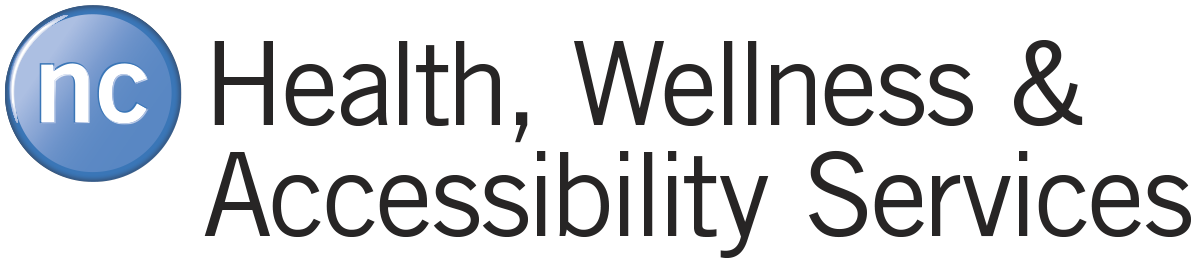 nc
Health, Wellness &
Accessibility Services